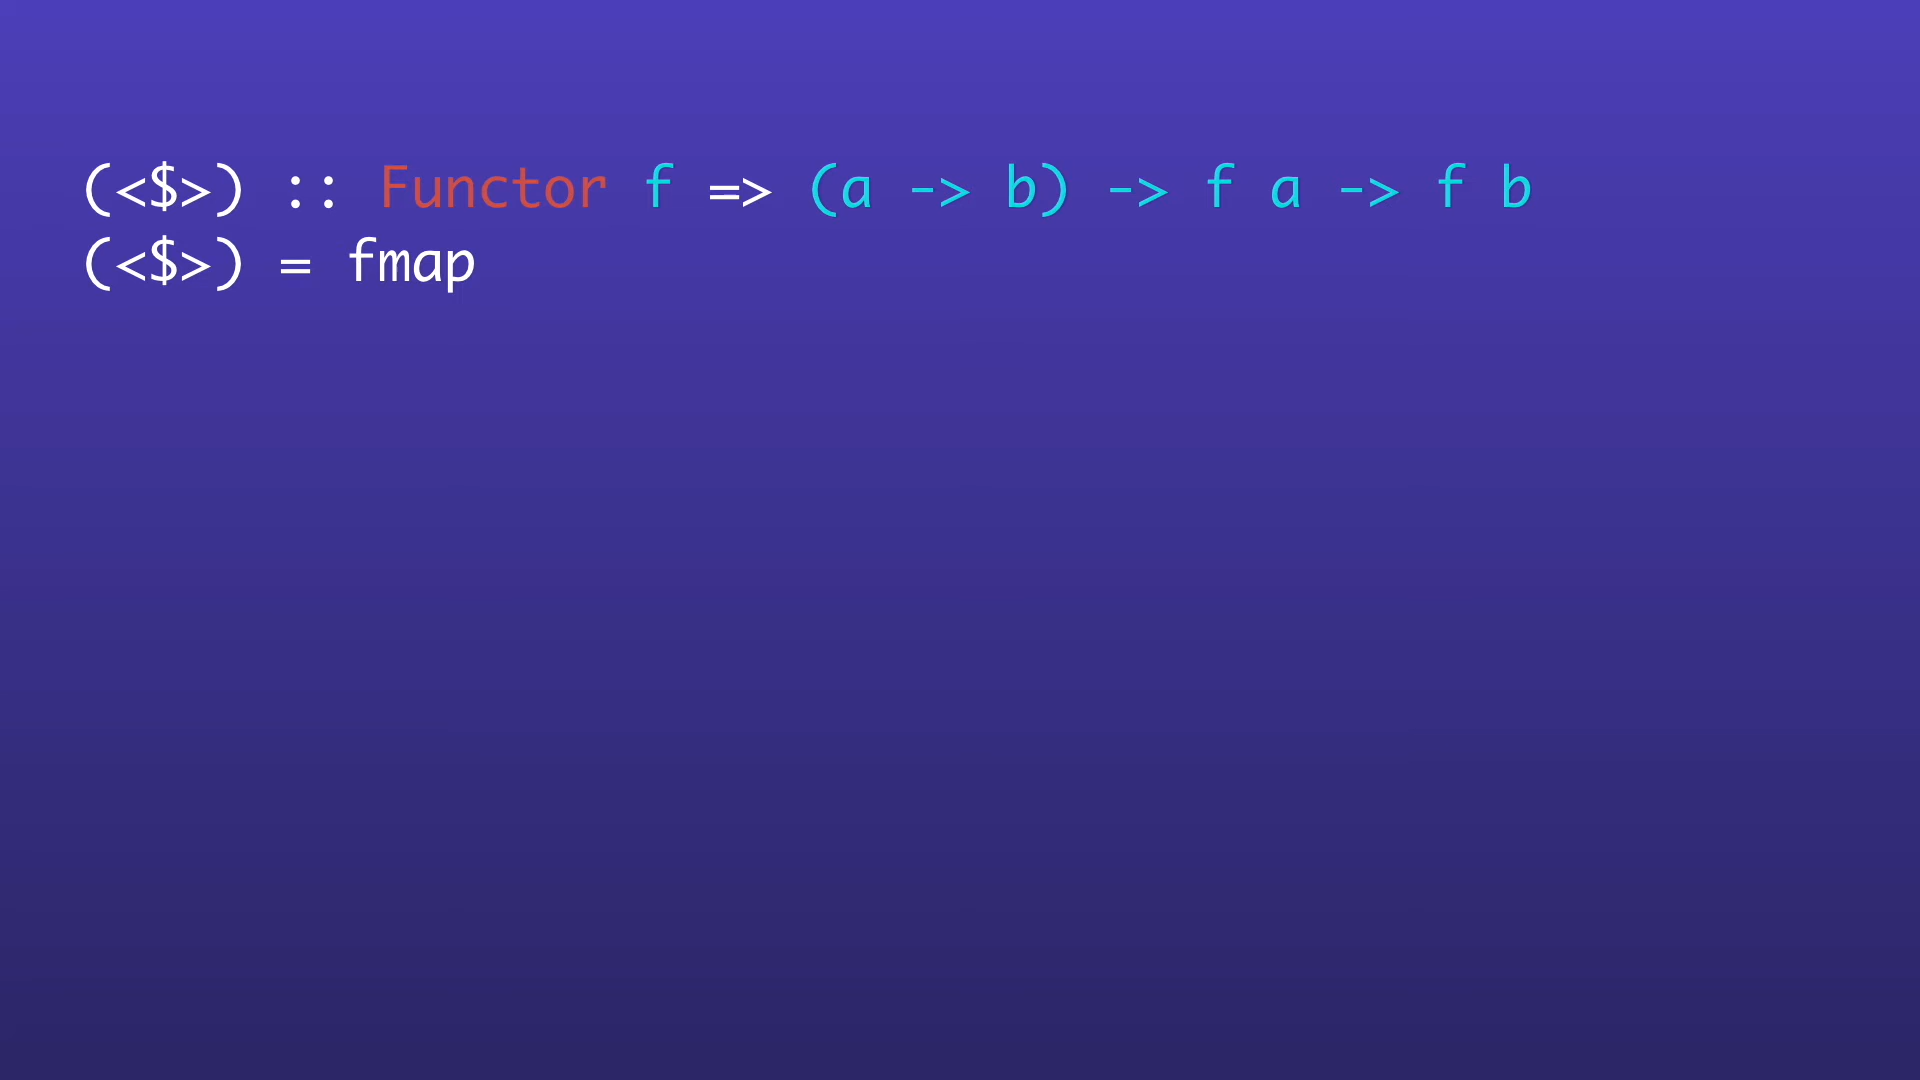 (<$>) :: Functor f => (a -> b) -> f a -> f b
(<$>) = fmap